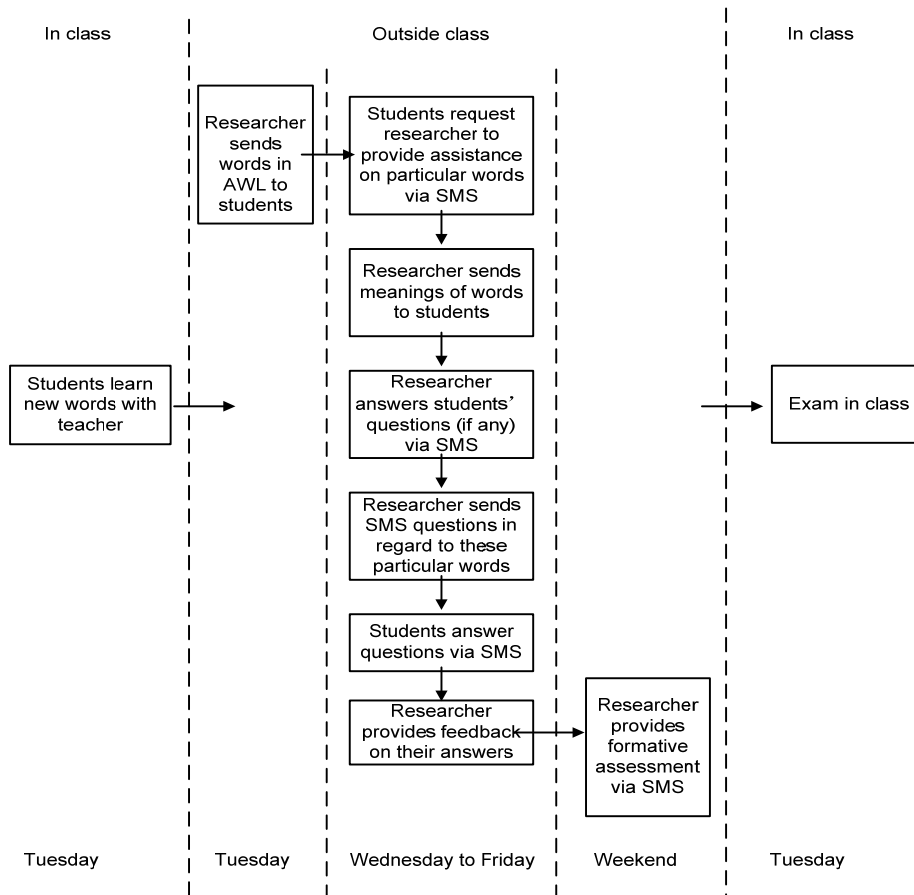 In class
Outside class
In class
Researcher
sends
words in
AWL to
students
Students request
researcher to
provide assistance
on particular words
via SMS
Researcher sends
meanings of words
to students
Students learn
new words with
teacher
Researcher
answers students’
questions (if any)
via SMS
Exam in class
Researcher sends
SMS questions in
regard to these
particular words
Students answer
questions via SMS
Researcher
provides feedback
on their answers
Researcher
provides
formative
assessment
via SMS
Tuesday
Tuesday
Wednesday to Friday
Weekend
Tuesday